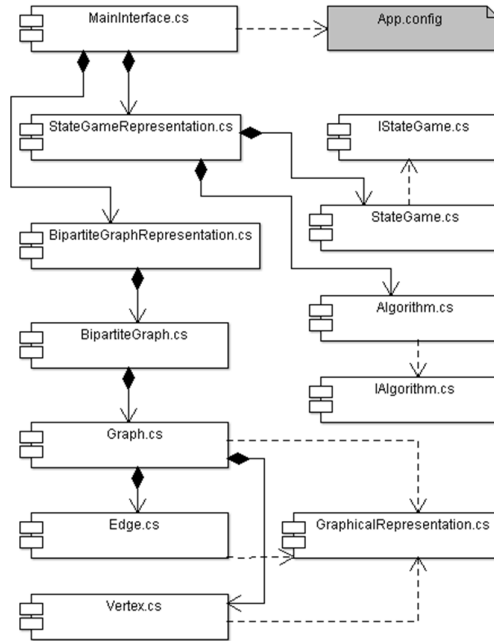 MainInterface.cs
App.config
StateGameRepresentation.cs
IStateGame.cs
StateGame.cs
BipartiteGraphRepresentation.cs
Algorithm.cs
BipartiteGraph.cs
IAlgorithm.cs
Graph.cs
Edge.cs
GraphicalRepresentation.cs
Vertex.cs